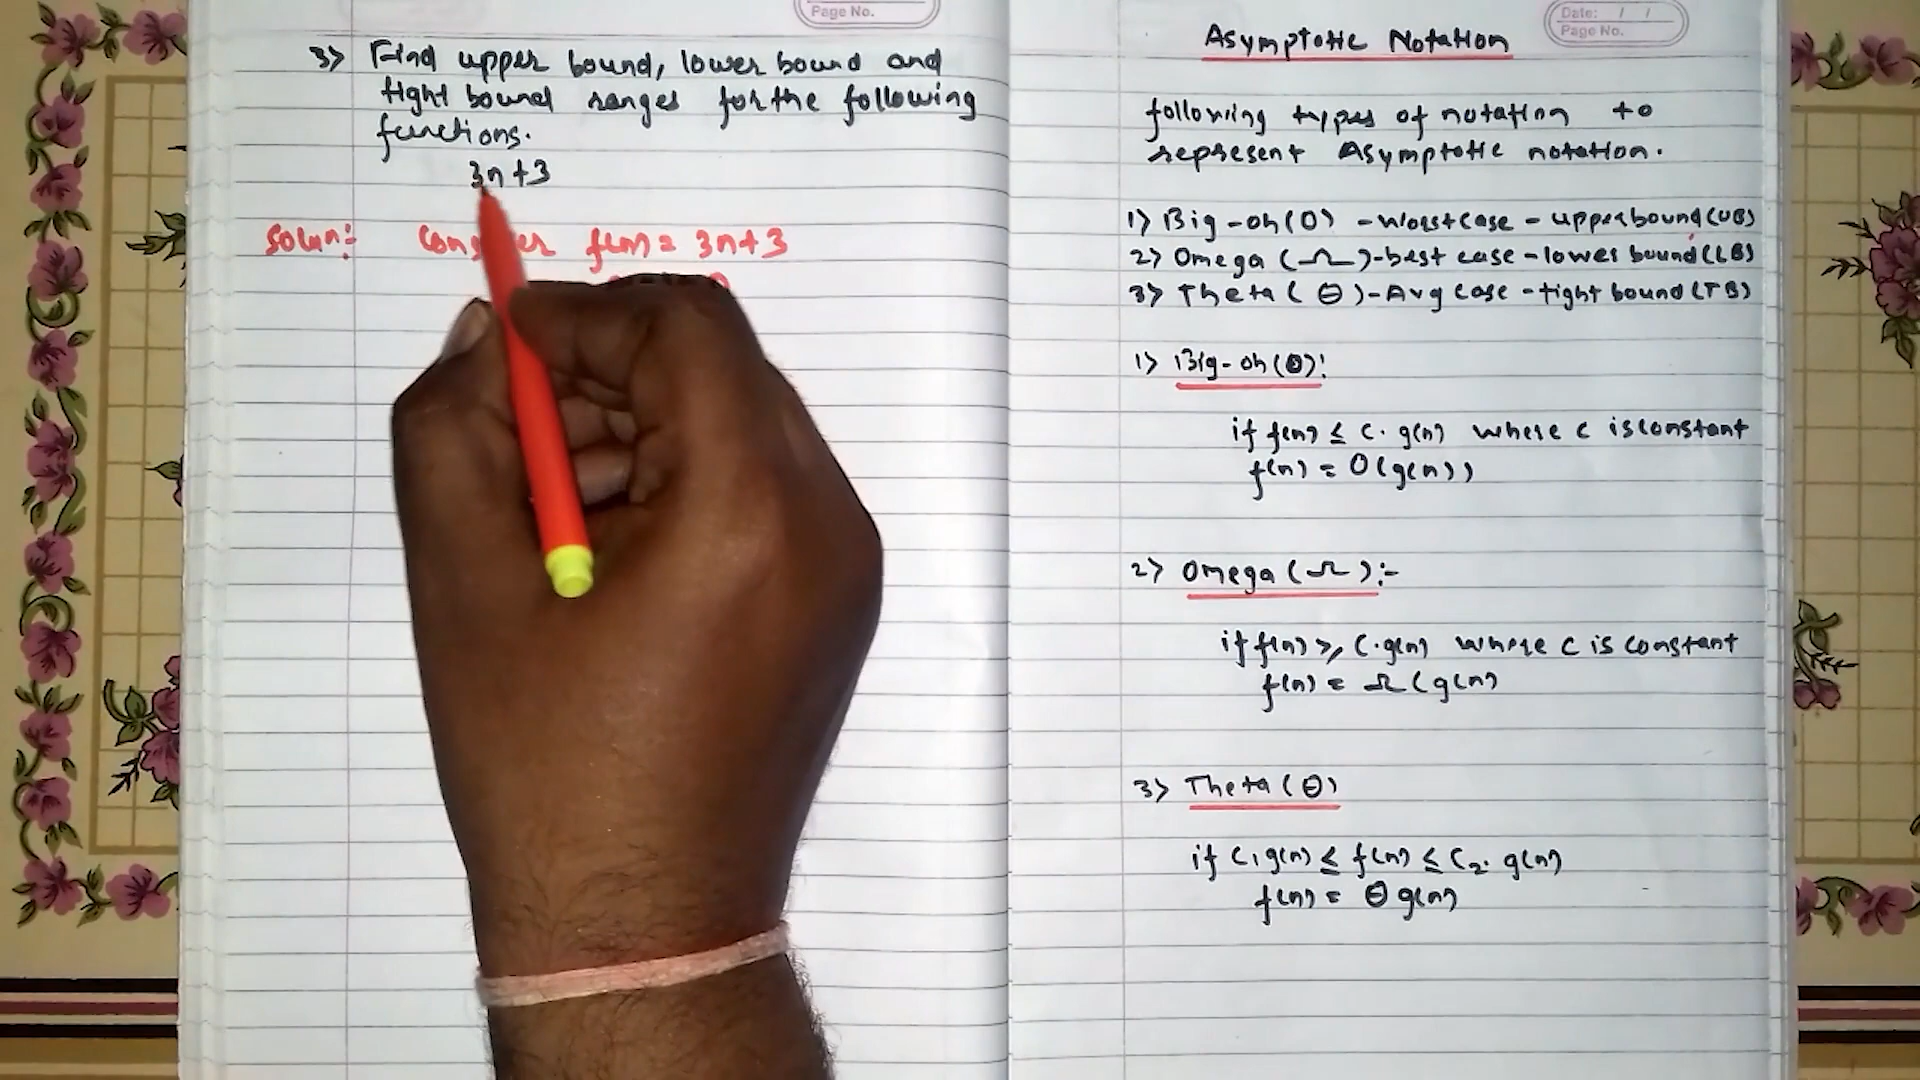 Page No.
3) Find upper bound, lower bound and
tight bound ranges for the following
functions.
3n+3
Soln:- Consider f(n) = 3n+3
Date: / /
Page No.
Asymptotic Notation
following types of notation to
represent Asymptotic notation.
1) Big-oh(O) - worst case - upper bound(UB)
2) Omega (Ω)-best case - lower bound(LB)
3) Theta (Θ)-Avg case - tight bound(TB)
1) Big-oh(O):
if f(n) ≤ c. g(n) where c is constant
f(n) = O(g(n))
2) Omega (Ω):-
if f(n) ≥ c.g(n) where c is constant
f(n) = Ω(g(n)
3) Theta (Θ)
if c₁g(n) ≤ f(n) ≤ c₂. g(n)
f(n) = Θ g(n)